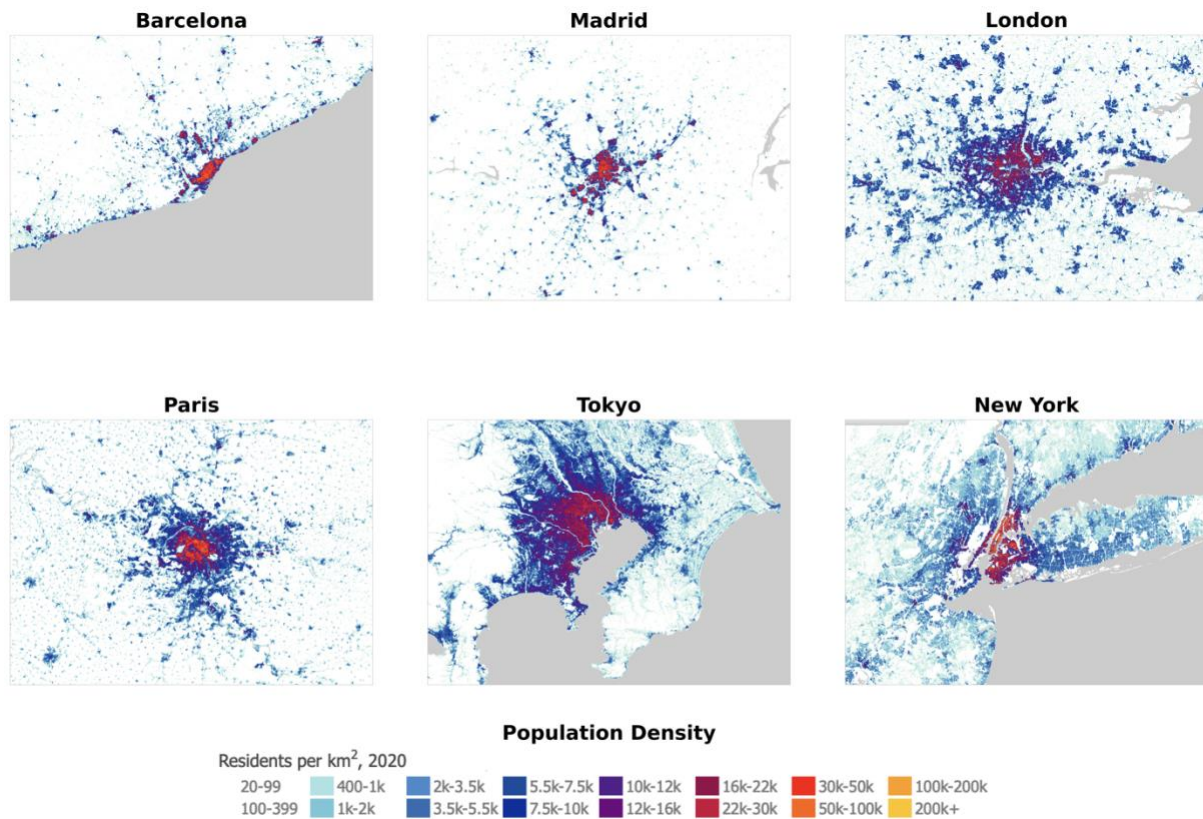 Barcelona
Madrid
London
Paris
Tokyo
New York
Population Density
Residents per km², 2020
20-99 400-1k 2k-3.5k 5.5k-7.5k 10k-12k 16k-22k 30k-50k 100k-200k
100-399 1k-2k 3.5k-5.5k 7.5k-10k 12k-16k 22k-30k 50k-100k 200k+